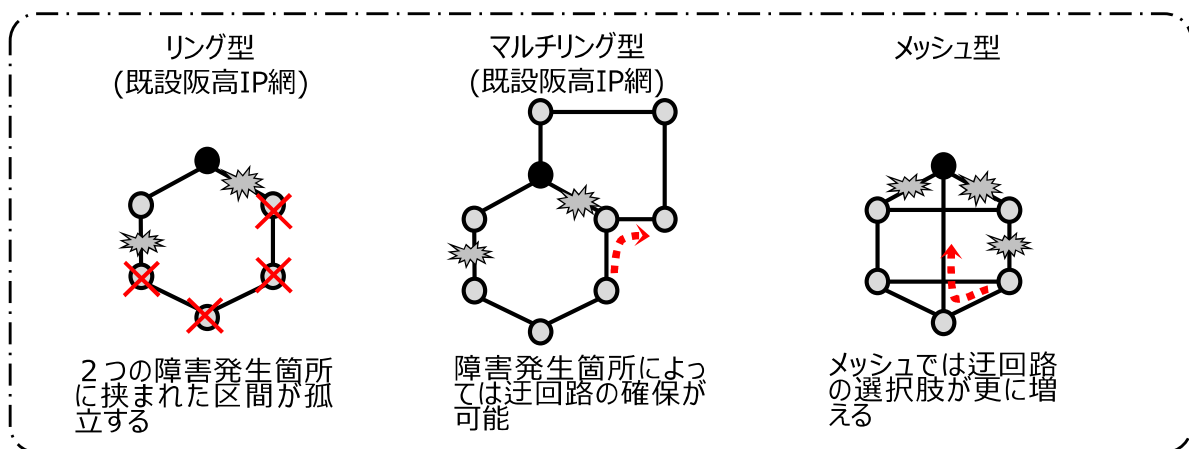 リング型
(既設阪高IP網)
２つの障害発生箇所
に挟まれた区間が孤
立する
マルチリング型
(既設阪高IP網)
障害発生箇所によっ
ては迂回路の確保が
可能
メッシュ型
メッシュでは迂回路
の選択肢が更に増
える